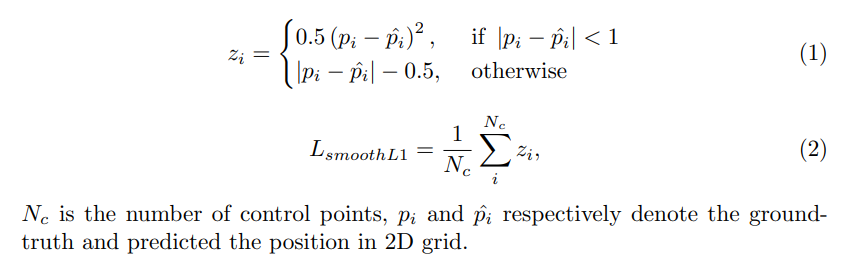 z_i = { 0.5 (p_i − p̂_i)², if |p_i − p̂_i| < 1 (1)
|p_i − p̂_i| − 0.5, otherwise
L_{smoothL1} = \frac{1}{N_c} \sum_{i}^{N_c} z_i, (2)
N_c is the number of control points, p_i and p̂_i respectively denote the ground-
truth and predicted the position in 2D grid.